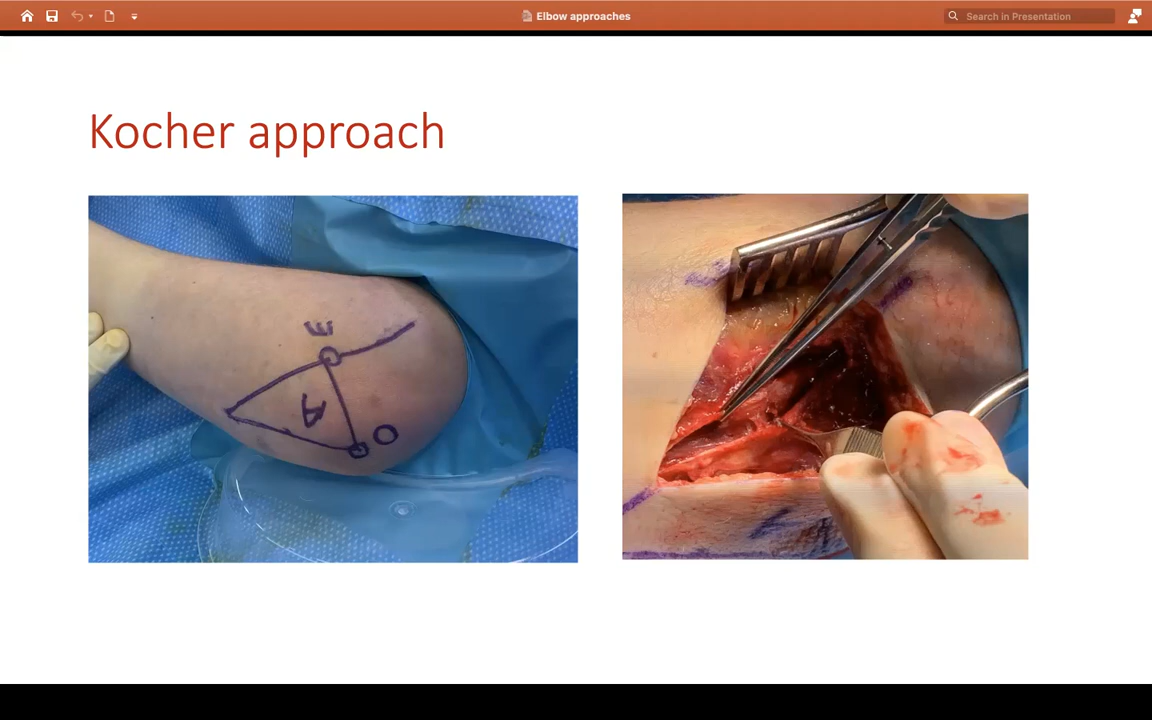 Elbow approaches
Search in Presentation
Kocher approach
E
A
O